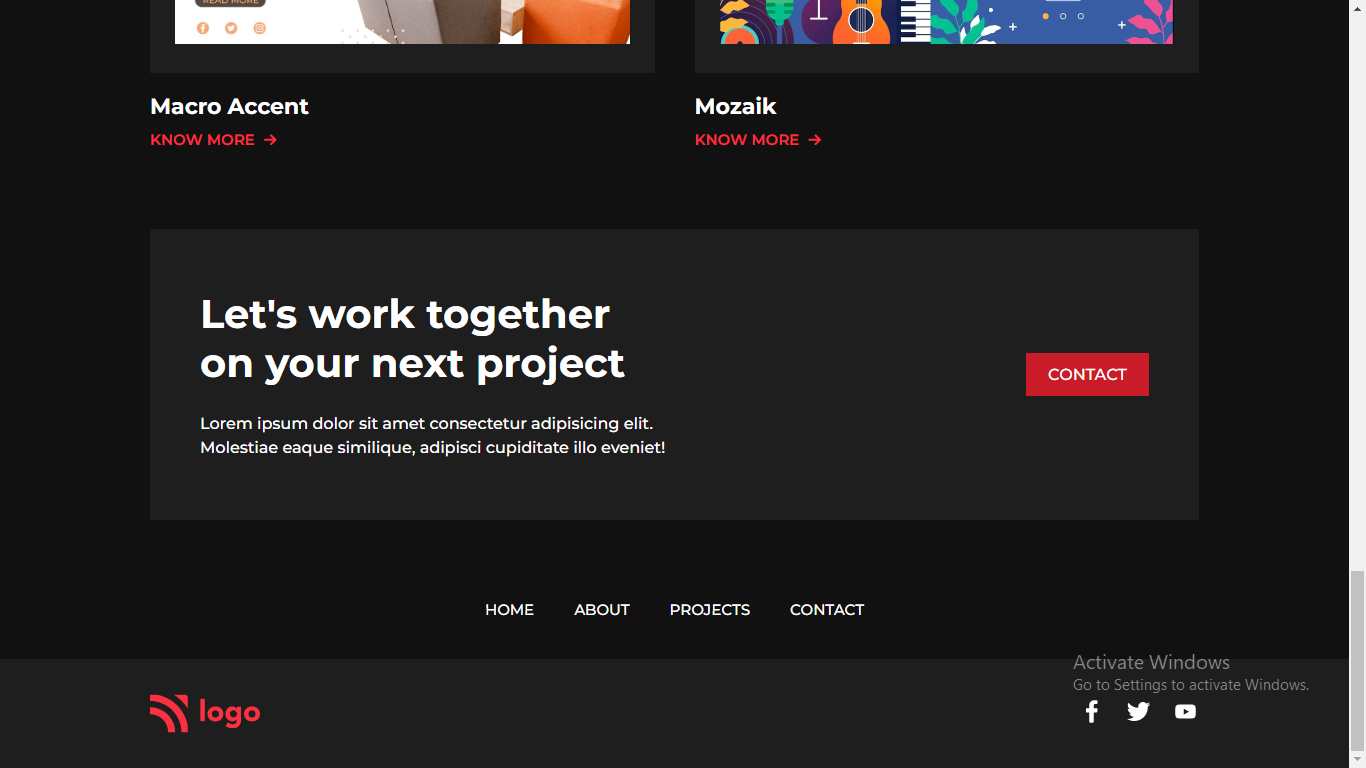 READ MORE
Macro Accent
Mozaik
KNOW MORE →
KNOW MORE →
Let's work together
on your next project
CONTACT
Lorem ipsum dolor sit amet consectetur adipisicing elit.
Molestiae eaque similique, adipisci cupiditate illo eveniet!
HOME ABOUT PROJECTS CONTACT
Activate Windows
Go to Settings to activate Windows.
logo